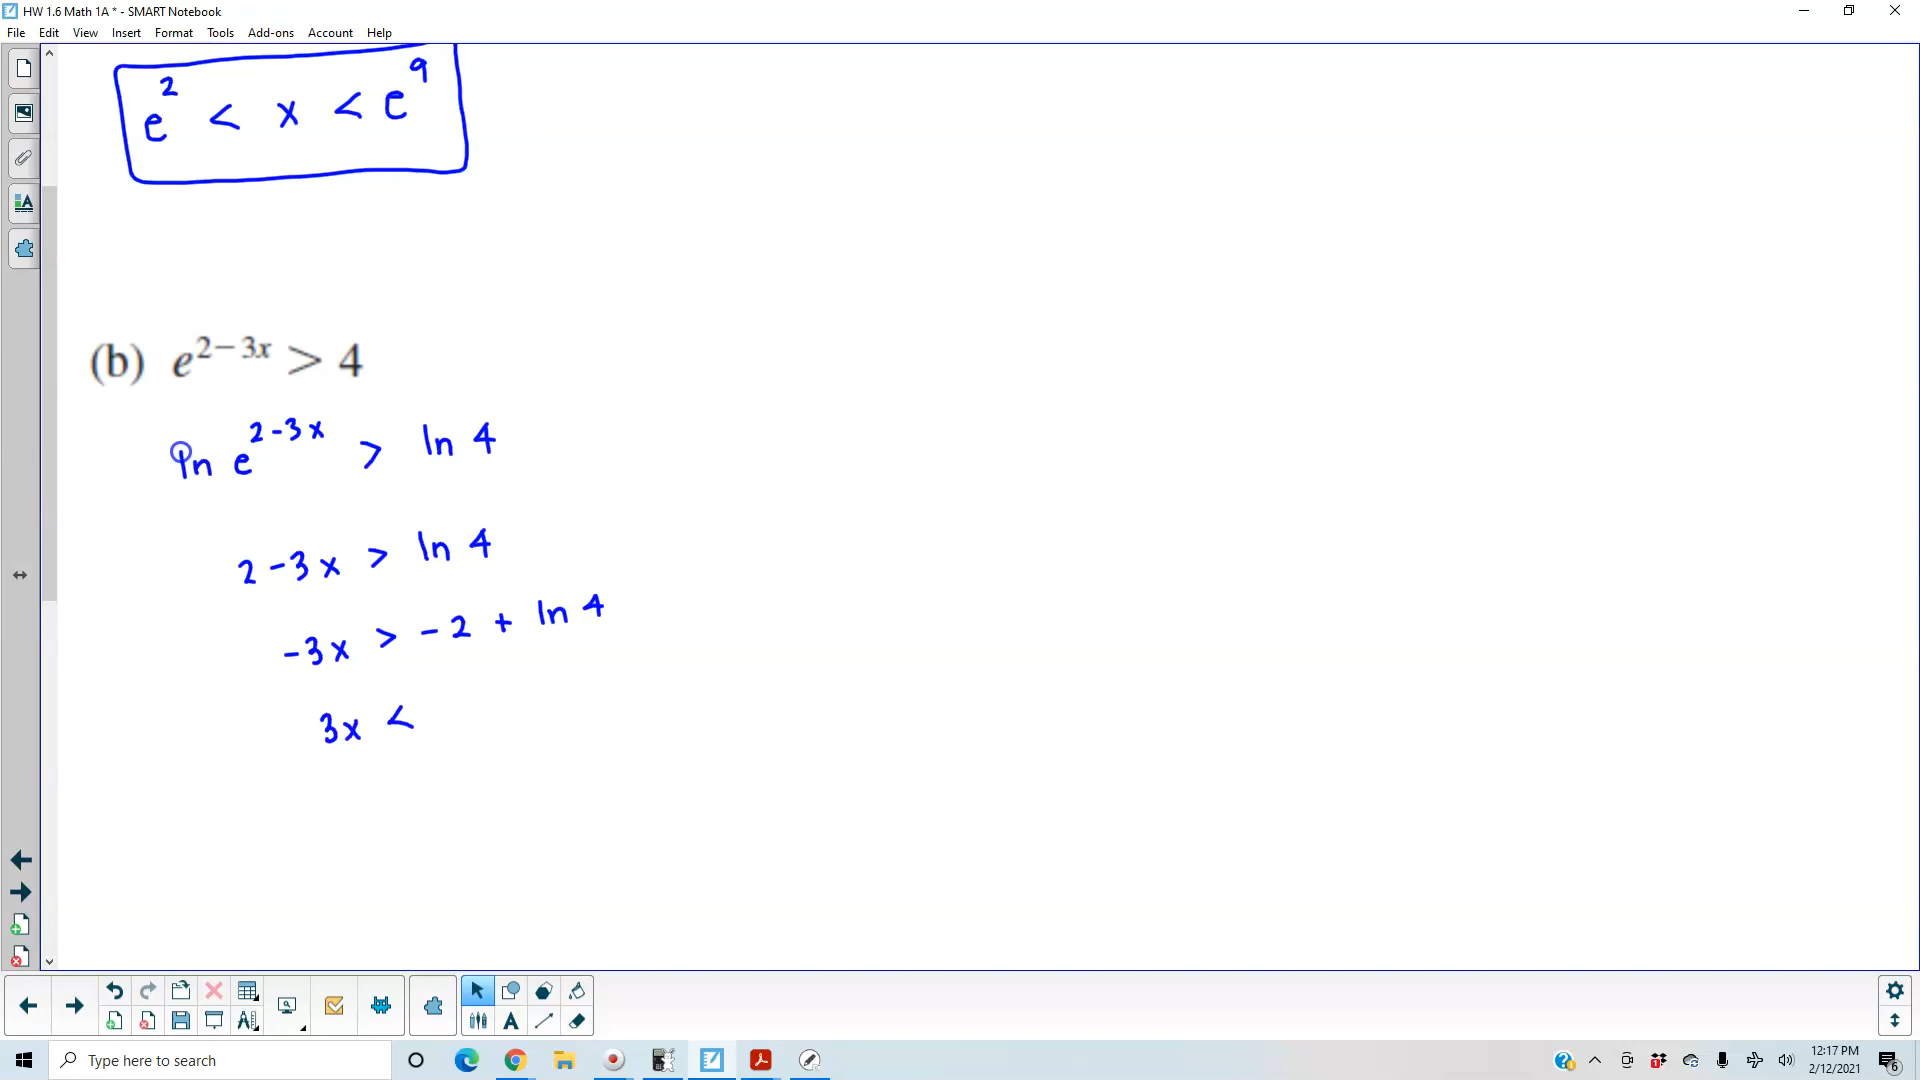 HW 1.6 Math 1A * - SMART Notebook
File Edit View Insert Format Tools Add-ons Account Help
e^2 < x < e^9
(b) e^{2-3x} > 4
ln e^{2-3x} > ln 4
2-3x > ln 4
-3x > -2 + ln 4
3x <
Type here to search
12:17 PM
2/12/2021